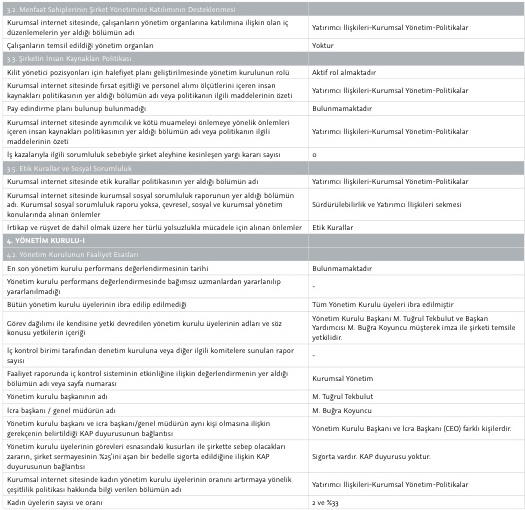 3.2. Menfaat Sahiplerinin Şirket Yönetimine Katılımının Desteklenmesi
Kurumsal internet sitesinde, çalışanların yönetim organlarına katılımına ilişkin olan iç
düzenlemelerin yer aldığı bölümün adı
Yatırımcı İlişkileri-Kurumsal Yönetim-Politikalar
Çalışanların temsil edildiği yönetim organları
Yoktur
3.3. Şirketin İnsan Kaynakları Politikası
Kilit yönetici pozisyonları için halefiyet planı geliştirilmesinde yönetim kurulunun rolü
Aktif rol almaktadır
Kurumsal internet sitesinde fırsat eşitliği ve personel alımı ölçütlerini içeren insan
kaynakları politikasının yer aldığı bölümün adı veya politikanın ilgili maddelerinin özeti
Yatırımcı İlişkileri-Kurumsal Yönetim-Politikalar
Pay edindirme planı bulunup bulunmadığı
Bulunmamaktadır
Kurumsal internet sitesinde ayrımcılık ve kötü muameleyi önlemeye yönelik önlemleri
içeren insan kaynakları politikasının yer aldığı bölümün adı veya politikanın ilgili
maddelerinin özeti
Yatırımcı İlişkileri-Kurumsal Yönetim-Politikalar
İş kazalarıyla ilgili sorumluluk sebebiyle şirket aleyhine kesinleşen yargı kararı sayısı
0
3.5. Etik Kurallar ve Sosyal Sorumluluk
Kurumsal internet sitesinde etik kurallar politikasının yer aldığı bölümün adı
Yatırımcı İlişkileri-Kurumsal Yönetim-Politikalar
Kurumsal internet sitesinde kurumsal sosyal sorumluluk raporunun yer aldığı bölümün
adı. Kurumsal sosyal sorumluluk raporu yoksa, çevresel, sosyal ve kurumsal yönetim
konularında alınan önlemler
Sürdürülebilirlik ve Yatırımcı İlişkileri sekmesi
İrtikap ve rüşvet de dahil olmak üzere her türlü yolsuzlukla mücadele için alınan önlemler
Etik Kurallar
4. YÖNETİM KURULU-I
4.2. Yönetim Kurulunun Faaliyet Esasları
En son yönetim kurulu performans değerlendirmesinin tarihi
Bulunmamaktadır
Yönetim kurulu performans değerlendirmesinde bağımsız uzmanlardan yararlanılıp
yararlanılmadığı
-
Bütün yönetim kurulu üyelerinin ibra edilip edilmediği
Tüm Yönetim Kurulu üyeleri ibra edilmiştir
Görev dağılımı ile kendisine yetki devredilen yönetim kurulu üyelerinin adları ve söz
konusu yetkilerin içeriği
Yönetim Kurulu Başkanı M. Tuğrul Tekbulut ve Başkan
Yardımcısı M. Buğra Koyuncu müşterek imza ile şirketi temsile
yetkilidir.
İç kontrol birimi tarafından denetim kuruluna veya diğer ilgili komitelere sunulan rapor
sayısı
-
Faaliyet raporunda iç kontrol sisteminin etkinliğine ilişkin değerlendirmenin yer aldığı
bölümün adı veya sayfa numarası
Kurumsal Yönetim
Yönetim kurulu başkanının adı
M. Tuğrul Tekbulut
İcra başkanı / genel müdürün adı
M. Buğra Koyuncu
Yönetim kurulu başkanı ve icra başkanı/genel müdürün aynı kişi olmasına ilişkin
gerekçenin belirtildiği KAP duyurusunun bağlantısı
Yönetim Kurulu Başkanı ve İcra Başkanı (CEO) farklı kişilerdir.
Yönetim kurulu üyelerinin görevleri esnasındaki kusurları ile şirkette sebep olacakları
zararın, şirket sermayesinin %25'ini aşan bir bedelle sigorta edildiğine ilişkin KAP
duyurusunun bağlantısı
Sigorta vardır. KAP duyurusu yoktur.
Kurumsal internet sitesinde kadın yönetim kurulu üyelerinin oranını artırmaya yönelik
çeşitlilik politikası hakkında bilgi verilen bölümün adı
Yatırımcı İlişkileri-Kurumsal Yönetim-Politikalar
Kadın üyelerin sayısı ve oranı
2 ve %33